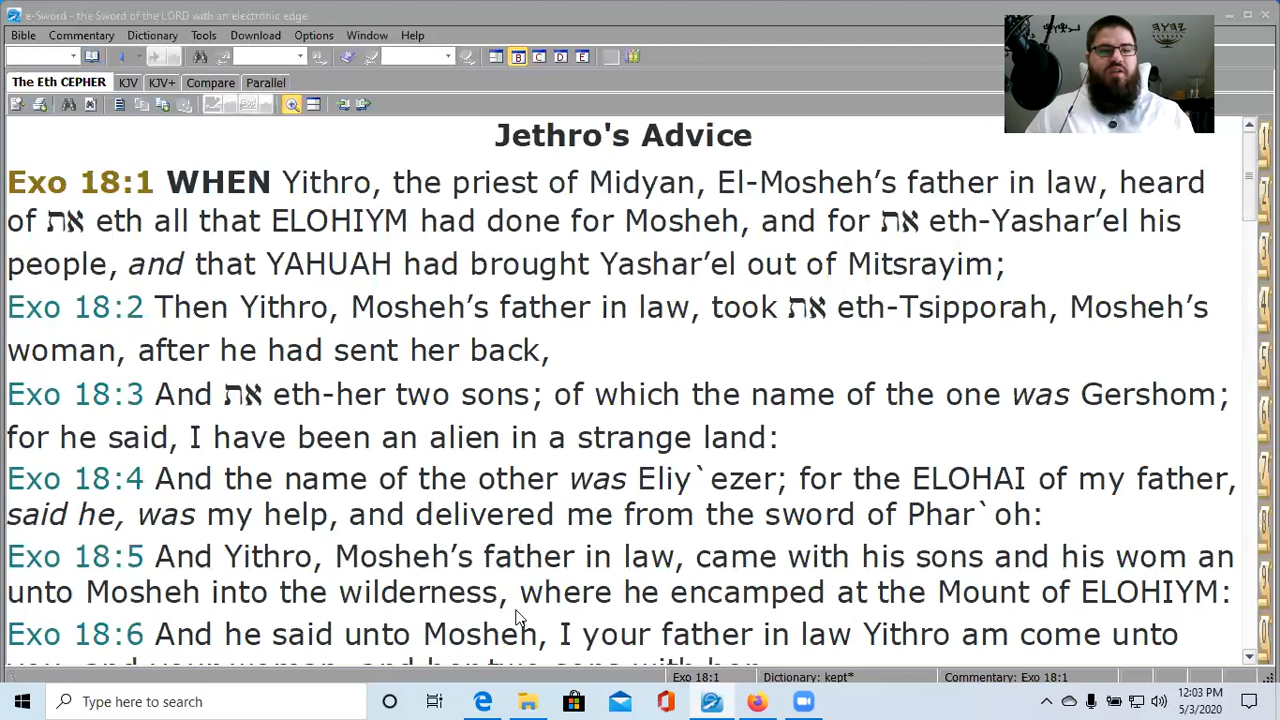 e-Sword - the Sword of the LORD with an electronic edge
Bible Commentary Dictionary Tools Download Options Window Help
B C D E
The Eth CEPHER KJV KJV+ Compare Parallel
Jethro's Advice
Exo 18:1 WHEN Yithro, the priest of Midyan, El-Mosheh’s father in law, heard
of את eth all that ELOHIYM had done for Mosheh, and for את eth-Yashar’el his
people, and that YAHUAH had brought Yashar’el out of Mitsrayim;
Exo 18:2 Then Yithro, Mosheh’s father in law, took את eth-Tsipporah, Mosheh’s
woman, after he had sent her back,
Exo 18:3 And את eth-her two sons; of which the name of the one was Gershom;
for he said, I have been an alien in a strange land:
Exo 18:4 And the name of the other was Eliy`ezer; for the ELOHAI of my father,
said he, was my help, and delivered me from the sword of Phar`oh:
Exo 18:5 And Yithro, Mosheh’s father in law, came with his sons and his wom an
unto Mosheh into the wilderness, where he encamped at the Mount of ELOHIYM:
Exo 18:6 And he said unto Mosheh, I your father in law Yithro am come unto
you, and your woman, and her two sons with her.
Exo 18:1 Dictionary: kept* Commentary: Exo 18:1
Type here to search
12:03 PM
5/3/2020